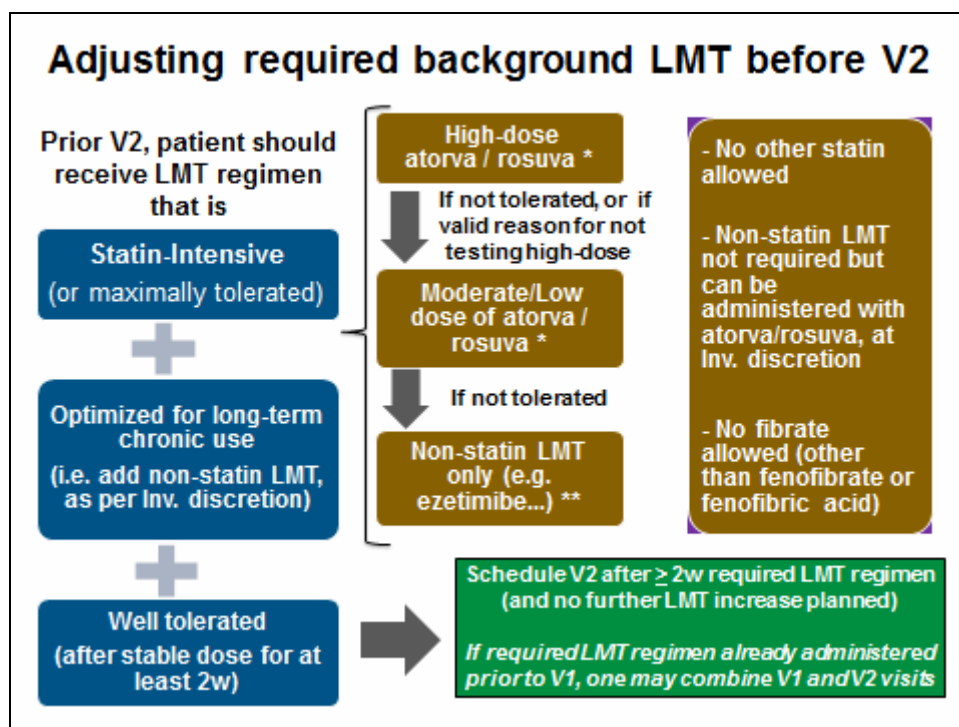 Adjusting required background LMT before V2
Prior V2, patient should
receive LMT regimen
that is
Statin-Intensive
(or maximally tolerated)
Optimized for long-term
chronic use
(i.e. add non-statin LMT,
as per Inv. discretion)
Well tolerated
(after stable dose for at
least 2w)
High-dose
atorva / rosuva *
If not tolerated, or if
valid reason for not
testing high-dose
Moderate/Low
dose of atorva /
rosuva *
If not tolerated
Non-statin LMT
only (e.g.
ezetimibe...) **
- No other statin
allowed
- Non-statin LMT
not required but
can be
administered with
atorva/rosuva, at
Inv. discretion
- No fibrate
allowed (other
than fenofibrate or
fenofibric acid)
Schedule V2 after ≥ 2w required LMT regimen
(and no further LMT increase planned)
If required LMT regimen already administered
prior to V1, one may combine V1 and V2 visits